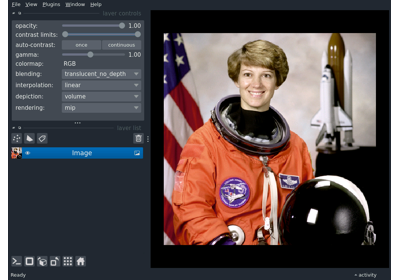 File View Plugins Window Help
layer controls
opacity: 1.00
contrast limits:
auto-contrast: once continuous
gamma: 1.00
colormap: RGB
blending: translucent_no_depth
interpolation: linear
depiction: volume
rendering: mip
layer list
Image
Ready activity